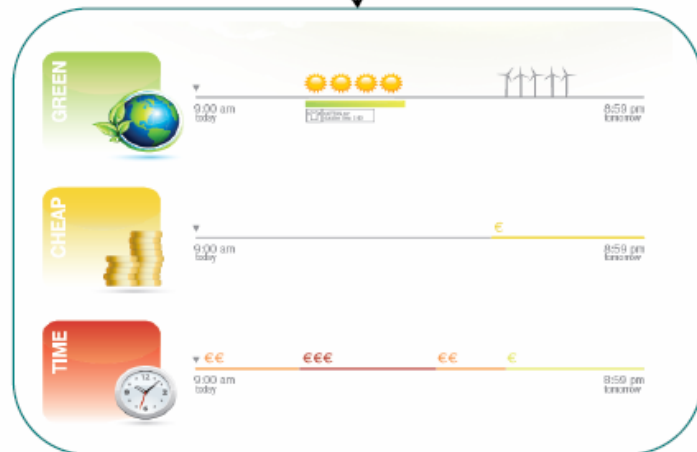 GREEN
9:00 am
today
8:59 pm
tomorrow
CHEAP
€
9:00 am
today
8:59 pm
tomorrow
TIME
€€
€€€
€€
€
9:00 am
today
8:59 pm
tomorrow